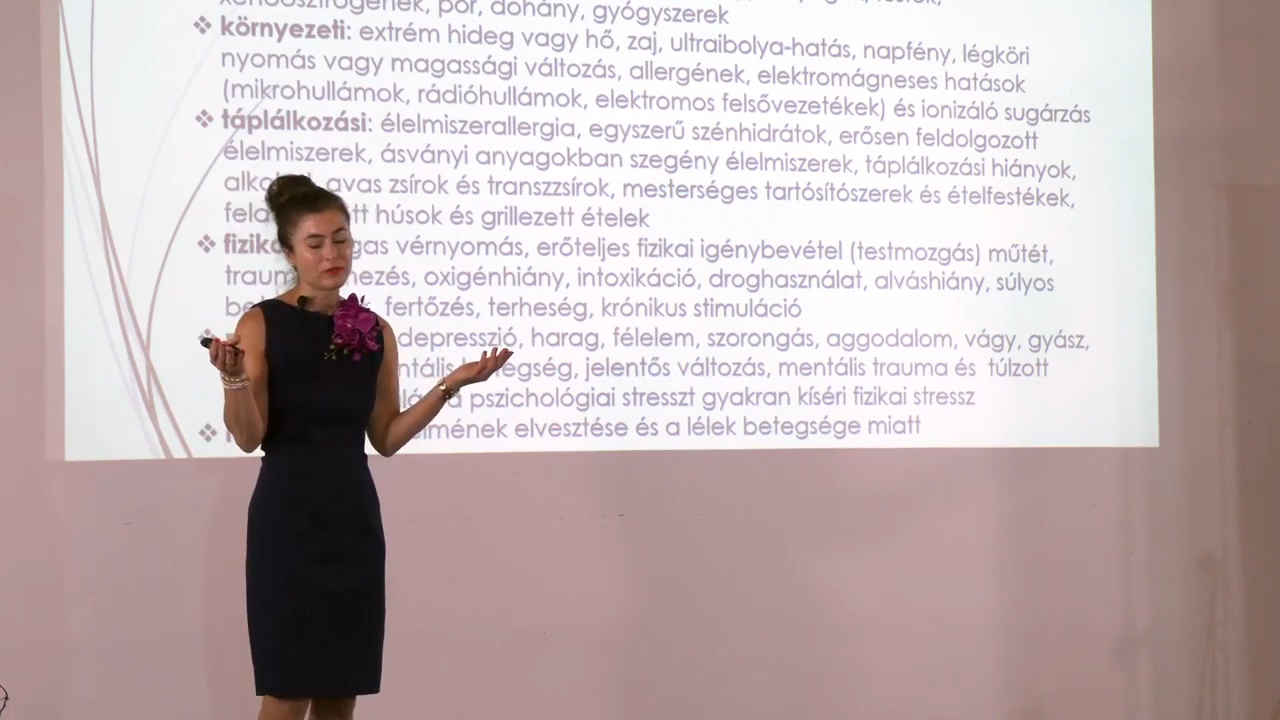 por, dohány, gyógyszerek
❖ környezeti: extrém hideg vagy hő, zaj, ultraibolya-hatás, napfény, légköri
nyomás vagy magassági változás, allergének, elektromágneses hatások
(mikrohullámok, rádióhullámok, elektromos felsővezetékek) és ionizáló sugárzás
❖ táplálkozási: élelmiszerallergia, egyszerű szénhidrátok, erősen feldolgozott
élelmiszerek, ásványi anyagokban szegény élelmiszerek, táplálkozási hiányok,
avas zsírok és transzzsírok, mesterséges tartósítószerek és ételfestékek,
húsok és grillezett ételek
❖ vérnyomás, erőteljes fizikai igénybevétel (testmozgás) műtét,
oxigénhiány, intoxikáció, droghasználat, alváshiány, súlyos
fertőzés, terhesség, krónikus stimuláció
depresszió, harag, félelem, szorongás, aggodalom, vágy, gyász,
jelentős változás, mentális trauma és túlzott
pszichológiai stresszt gyakran kíséri fizikai stressz
❖ elvesztése és a lélek betegsége miatt